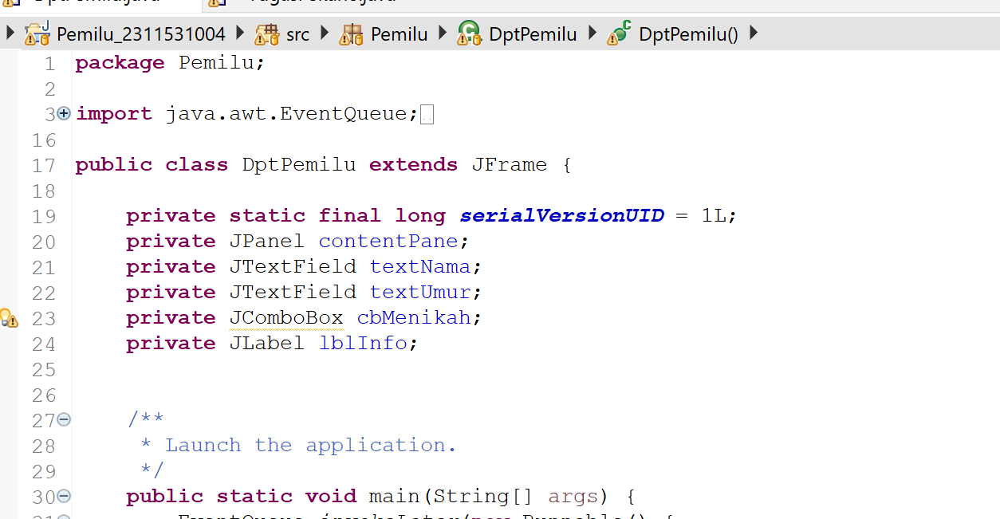 Pemilu_2311531004 src Pemilu DptPemilu DptPemilu()
1 package Pemilu;
2
3 import java.awt.EventQueue;
16
17 public class DptPemilu extends JFrame {
18
19 private static final long serialVersionUID = 1L;
20 private JPanel contentPane;
21 private JTextField textNama;
22 private JTextField textUmur;
23 private JComboBox cbMenikah;
24 private JLabel lblInfo;
25
26
27 /**
28 * Launch the application.
29 */
30 public static void main(String[] args) {